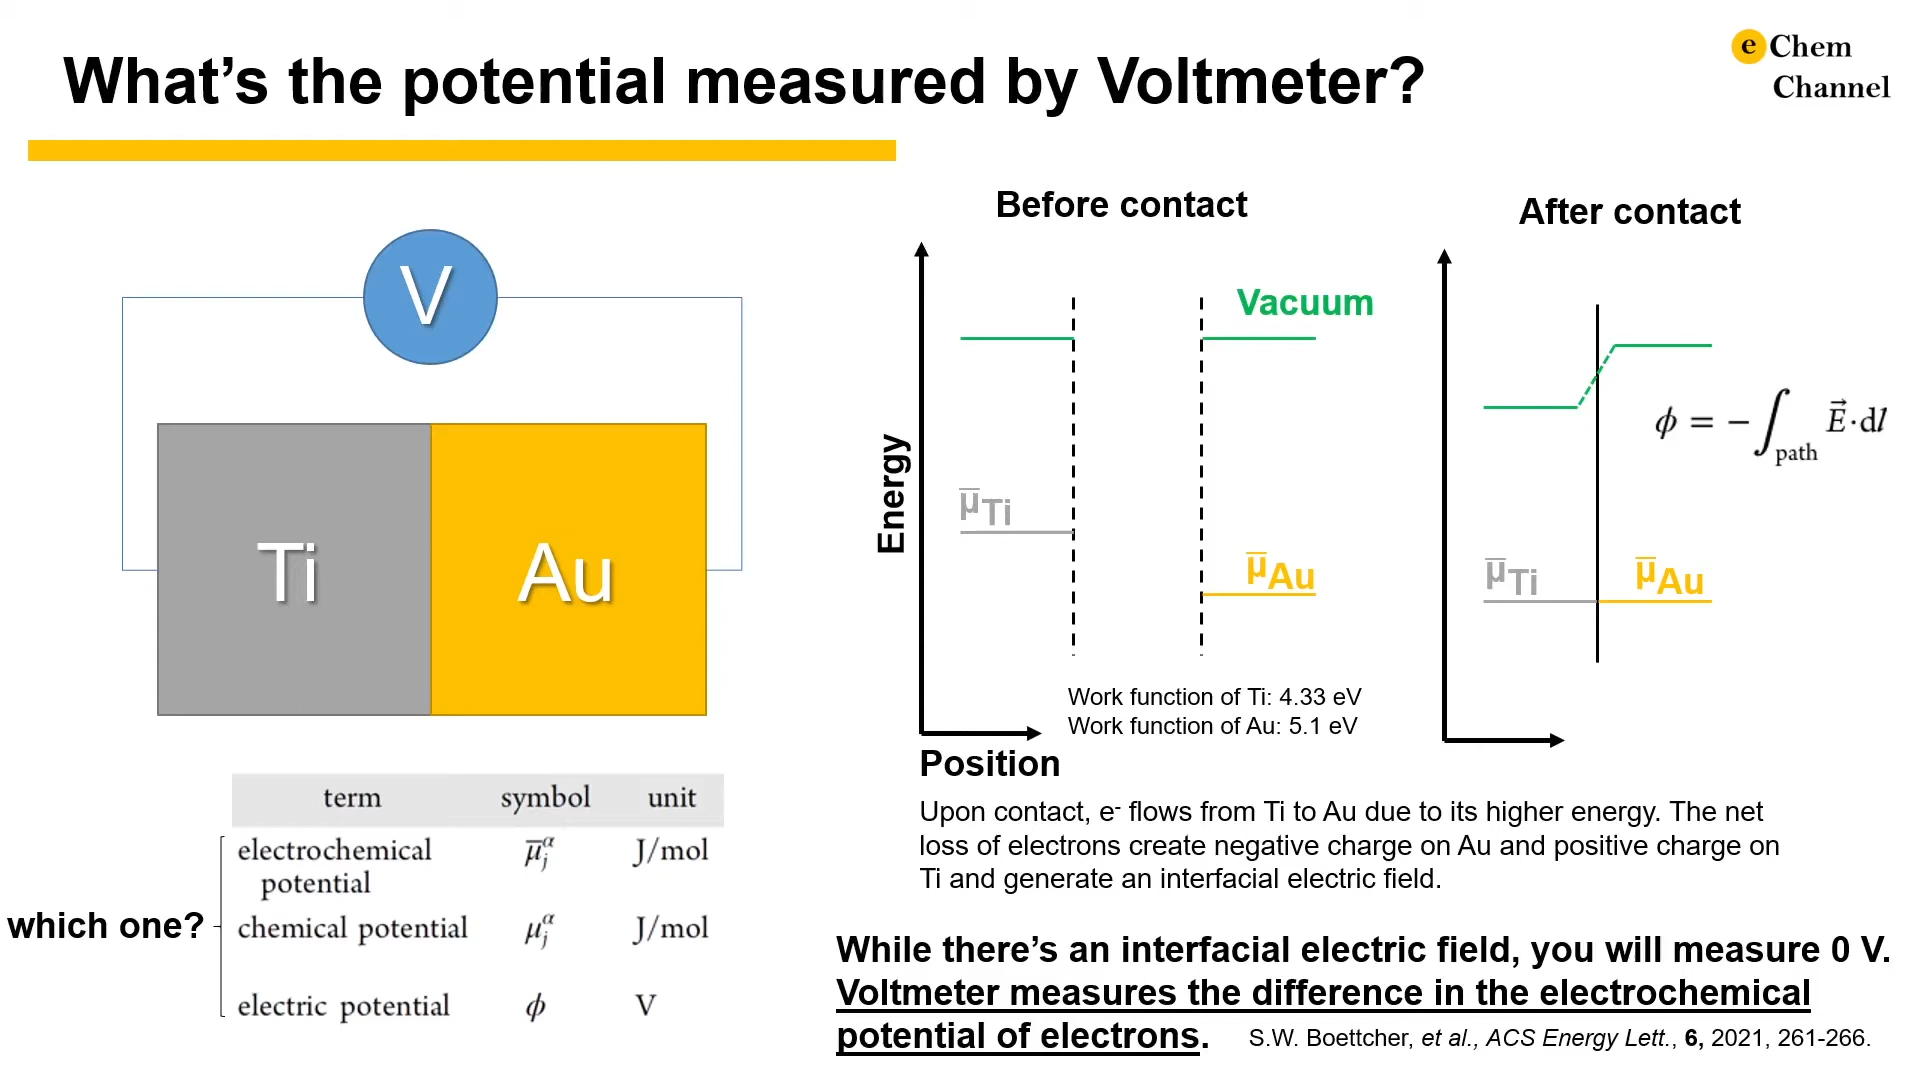 What’s the potential measured by Voltmeter?
e Chem
Channel
V
Ti
Au
term symbol unit
electrochemical potential μ̅ⱼᵅ J/mol
chemical potential μⱼᵅ J/mol
electric potential ϕ V
which one?
Before contact
Vacuum
Energy
μ̅Ti
μ̅Au
Work function of Ti: 4.33 eV
Work function of Au: 5.1 eV
Position
After contact
ϕ = −∫path E⃗·dl
μ̅Ti
μ̅Au
Upon contact, e⁻ flows from Ti to Au due to its higher energy. The net
loss of electrons create negative charge on Au and positive charge on
Ti and generate an interfacial electric field.
While there’s an interfacial electric field, you will measure 0 V.
Voltmeter measures the difference in the electrochemical
potential of electrons.
S.W. Boettcher, et al., ACS Energy Lett., 6, 2021, 261-266.